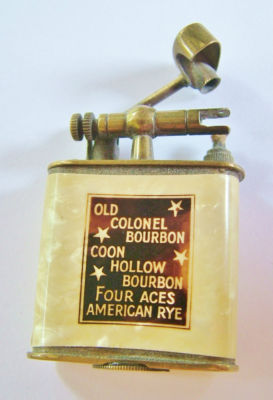 OLD
COLONEL
BOURBON
COON
HOLLOW
BOURBON
FOUR ACES
AMERICAN RYE